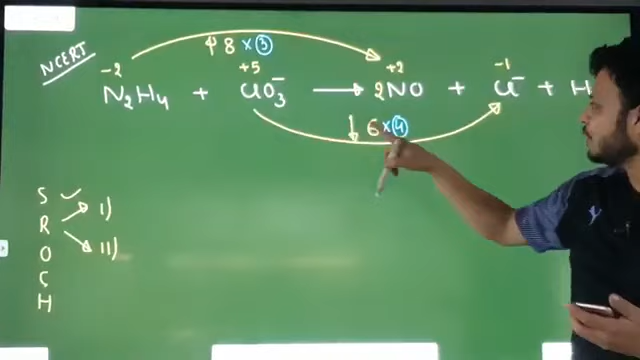 NCERT
↑ 8 × ③
-2 +5 +2 -1
N₂H₄ + ClO₃⁻ → 2NO + Cl⁻ + H
↓ 6 × ④
S ✓
R → I)
→ II)
O
C
H